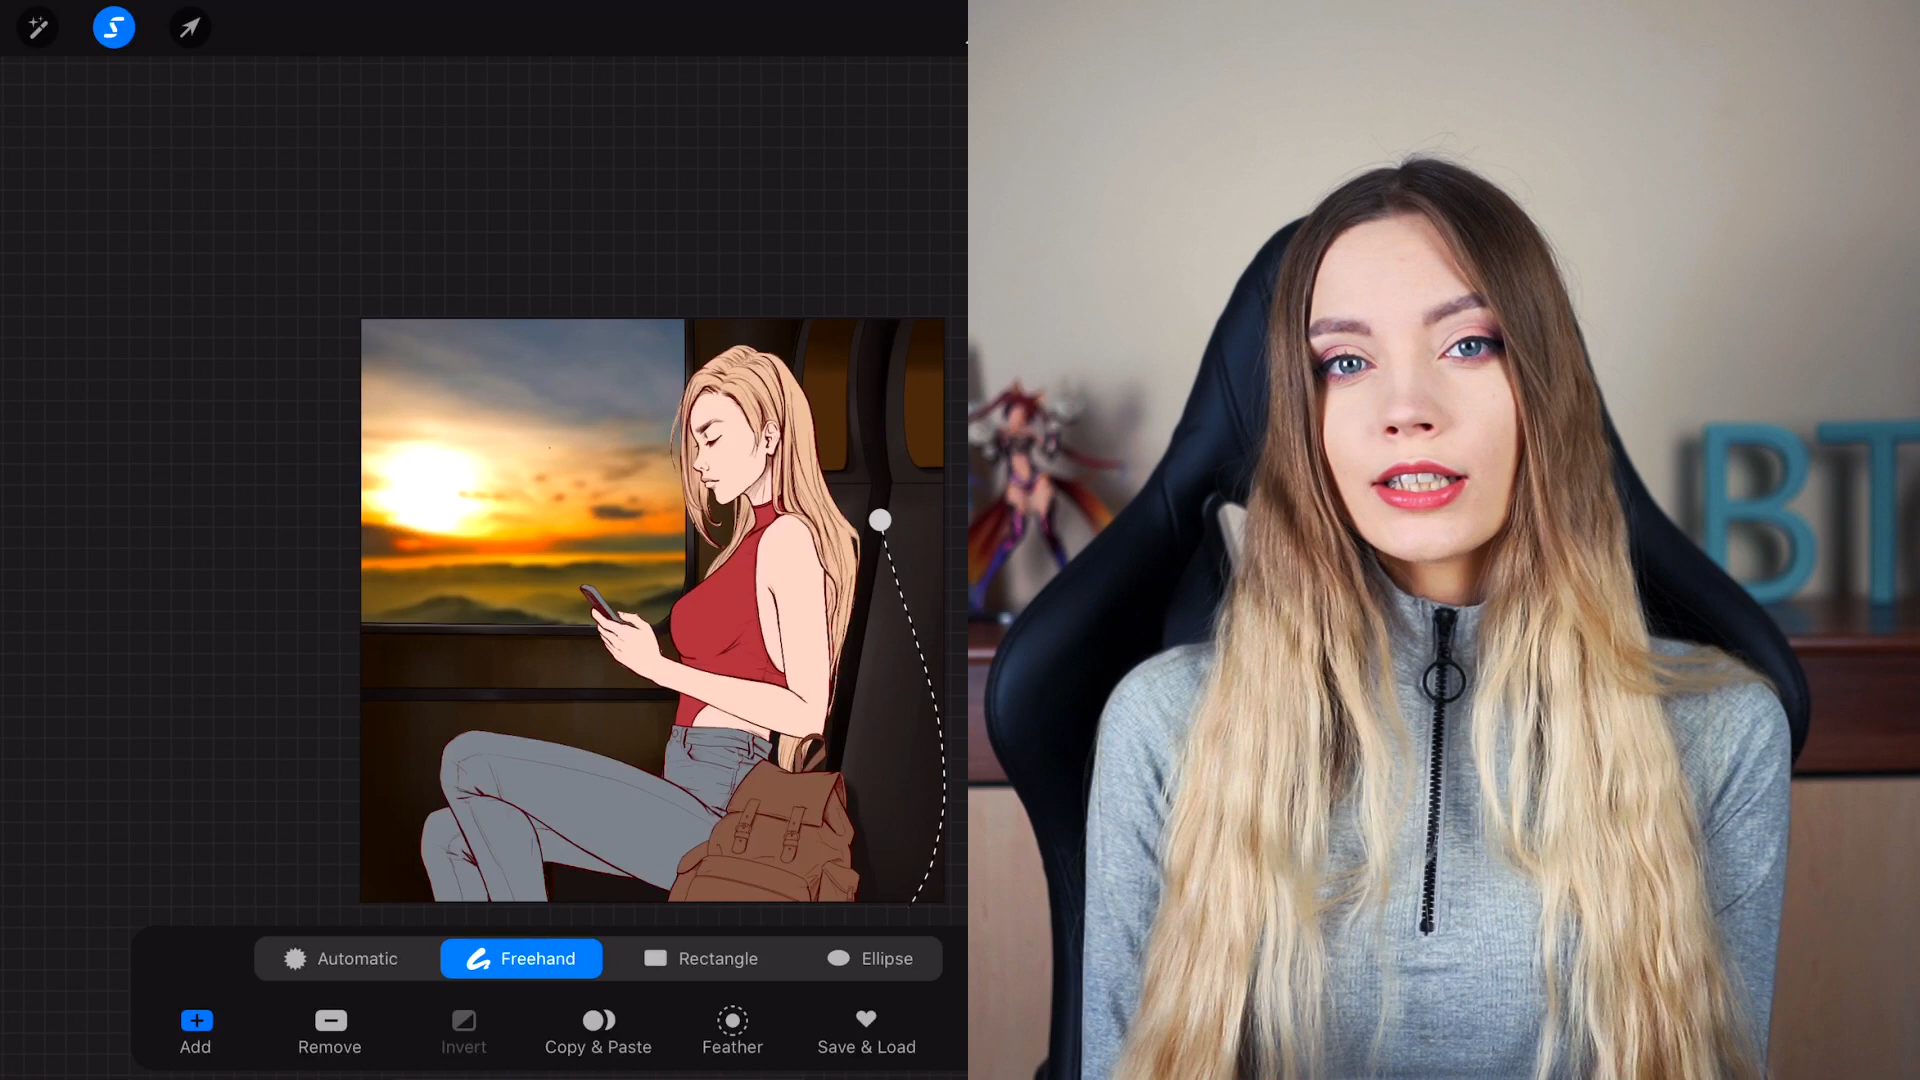 Automatic
Freehand
Rectangle
Ellipse
Add
Remove
Invert
Copy & Paste
Feather
Save & Load
BT